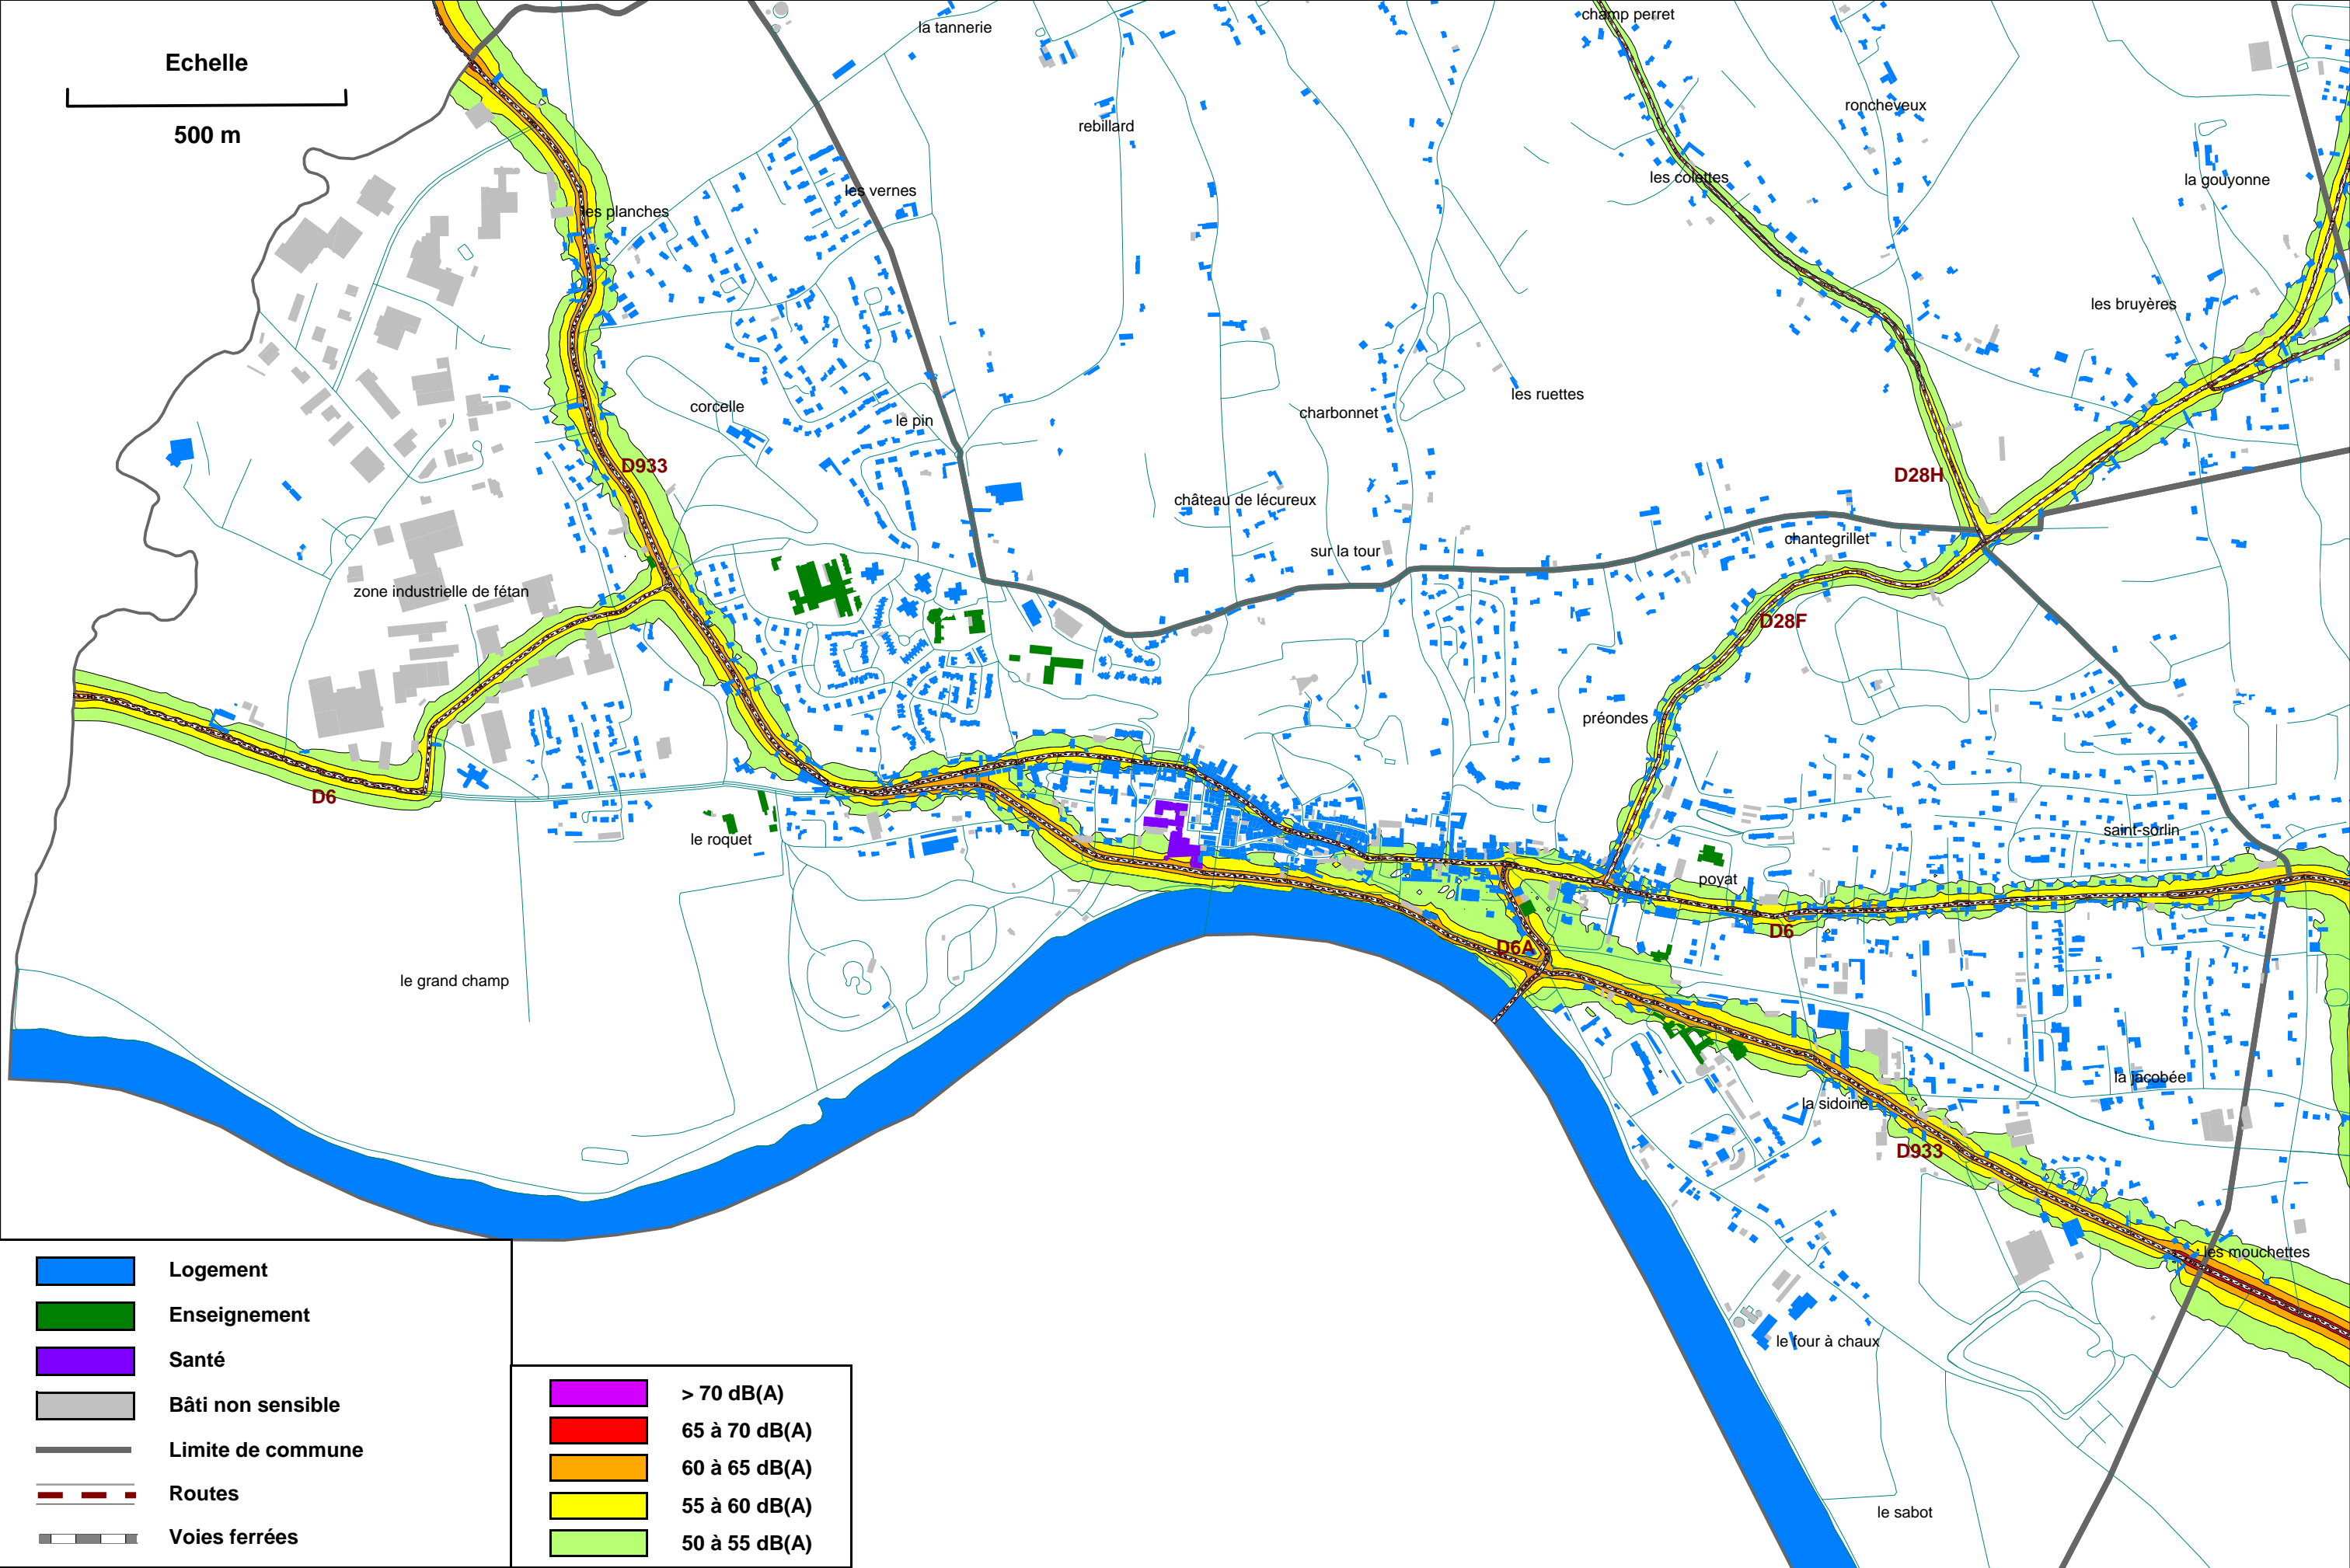 champ perret
la tannerie
Echelle
500 m
rebillard
roncheveux
les vernes
les colettes
la gouyonne
les planches
les bruyères
les ruettes
corcelle
charbonnet
le pin
D933
D28H
château de lécureux
sur la tour
chantegrillet
zone industrielle de fétan
D28F
préondes
D6
le roquet
saint-sorlin
poyat
D6
D6A
le grand champ
la jacobée
la sidoine
D933
les mouchettes
le four à chaux
le sabot
Logement
Enseignement
Santé
Bâti non sensible
Limite de commune
Routes
Voies ferrées
> 70 dB(A)
65 à 70 dB(A)
60 à 65 dB(A)
55 à 60 dB(A)
50 à 55 dB(A)